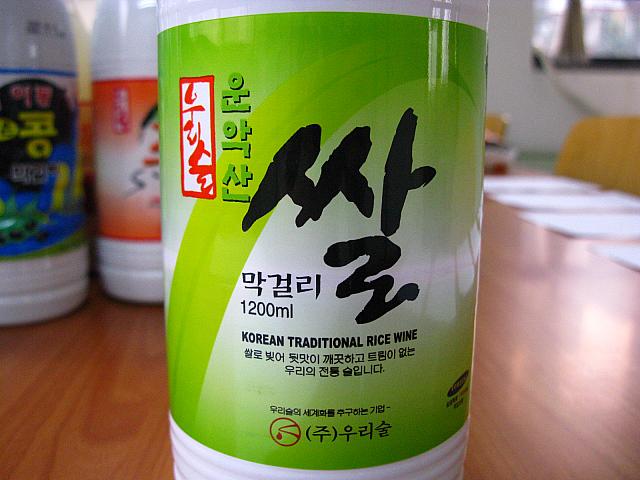 우리술
운악산
쌀
막걸리
1200ml
KOREAN TRADITIONAL RICE WINE
쌀로 빚어 뒷맛이 깨끗하고 트림이 없는
우리의 전통 술입니다.
우리술의 세계화를 추구하는 기업 -
(주)우리술
콩